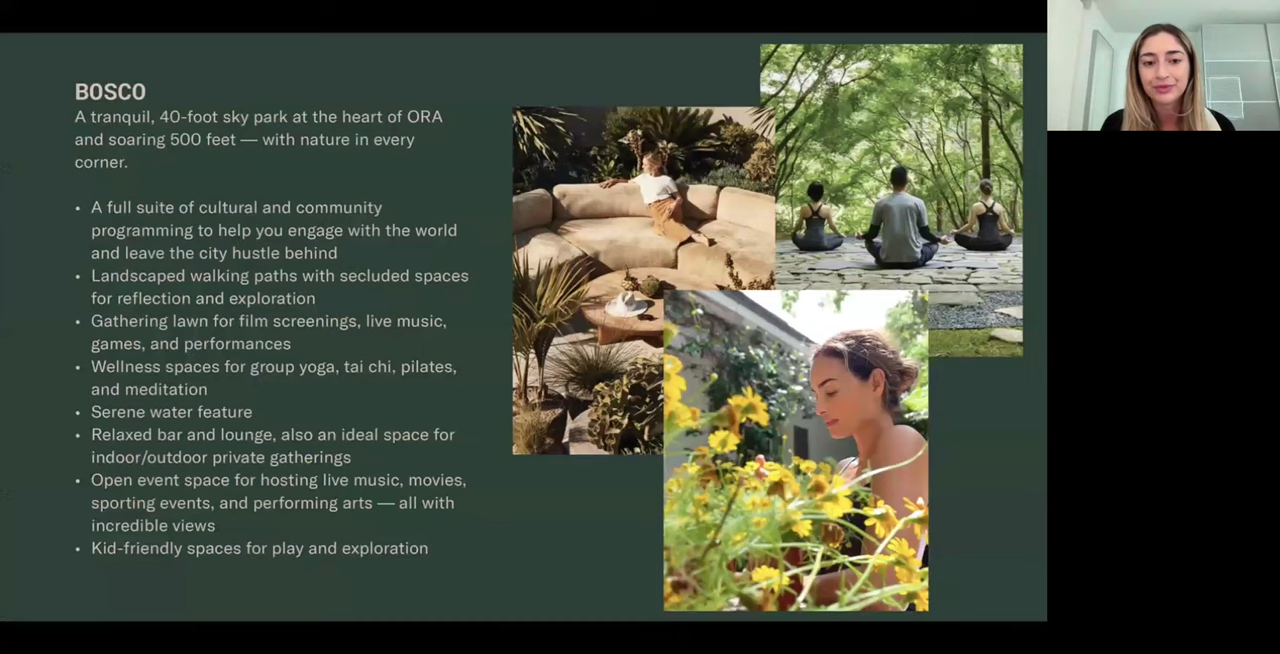 BOSCO
A tranquil, 40-foot sky park at the heart of ORA
and soaring 500 feet — with nature in every
corner.
• A full suite of cultural and community
programming to help you engage with the world
and leave the city hustle behind
• Landscaped walking paths with secluded spaces
for reflection and exploration
• Gathering lawn for film screenings, live music,
games, and performances
• Wellness spaces for group yoga, tai chi, pilates,
and meditation
• Serene water feature
• Relaxed bar and lounge, also an ideal space for
indoor/outdoor private gatherings
• Open event space for hosting live music, movies,
sporting events, and performing arts — all with
incredible views
• Kid-friendly spaces for play and exploration